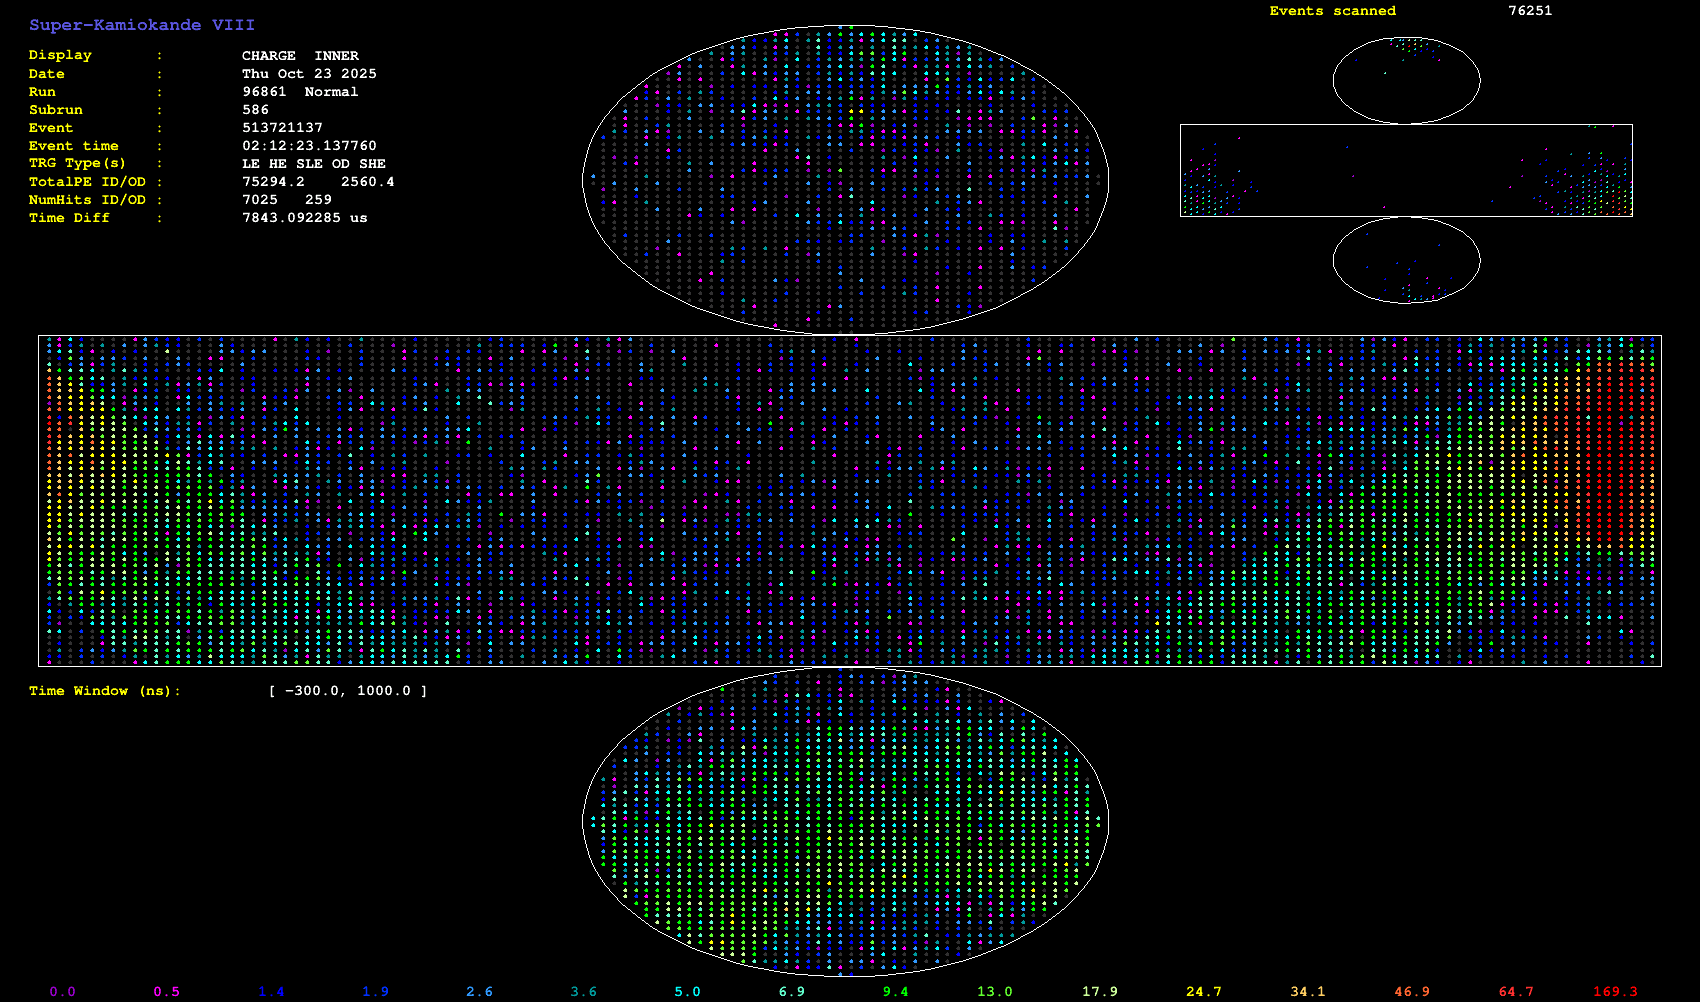 Super-Kamiokande VIII
Events scanned 76251
Display : CHARGE INNER
Date : Thu Oct 23 2025
Run : 96861 Normal
Subrun : 586
Event : 513721137
Event time : 02:12:23.137760
TRG Type(s) : LE HE SLE OD SHE
TotalPE ID/OD : 75294.2 2560.4
NumHits ID/OD : 7025 259
Time Diff : 7843.092285 us
Time Window (ns): [ -300.0, 1000.0 ]
0.0 0.5 1.4 1.9 2.6 3.6 5.0 6.9 9.4 13.0 17.9 24.7 34.1 46.9 64.7 169.3